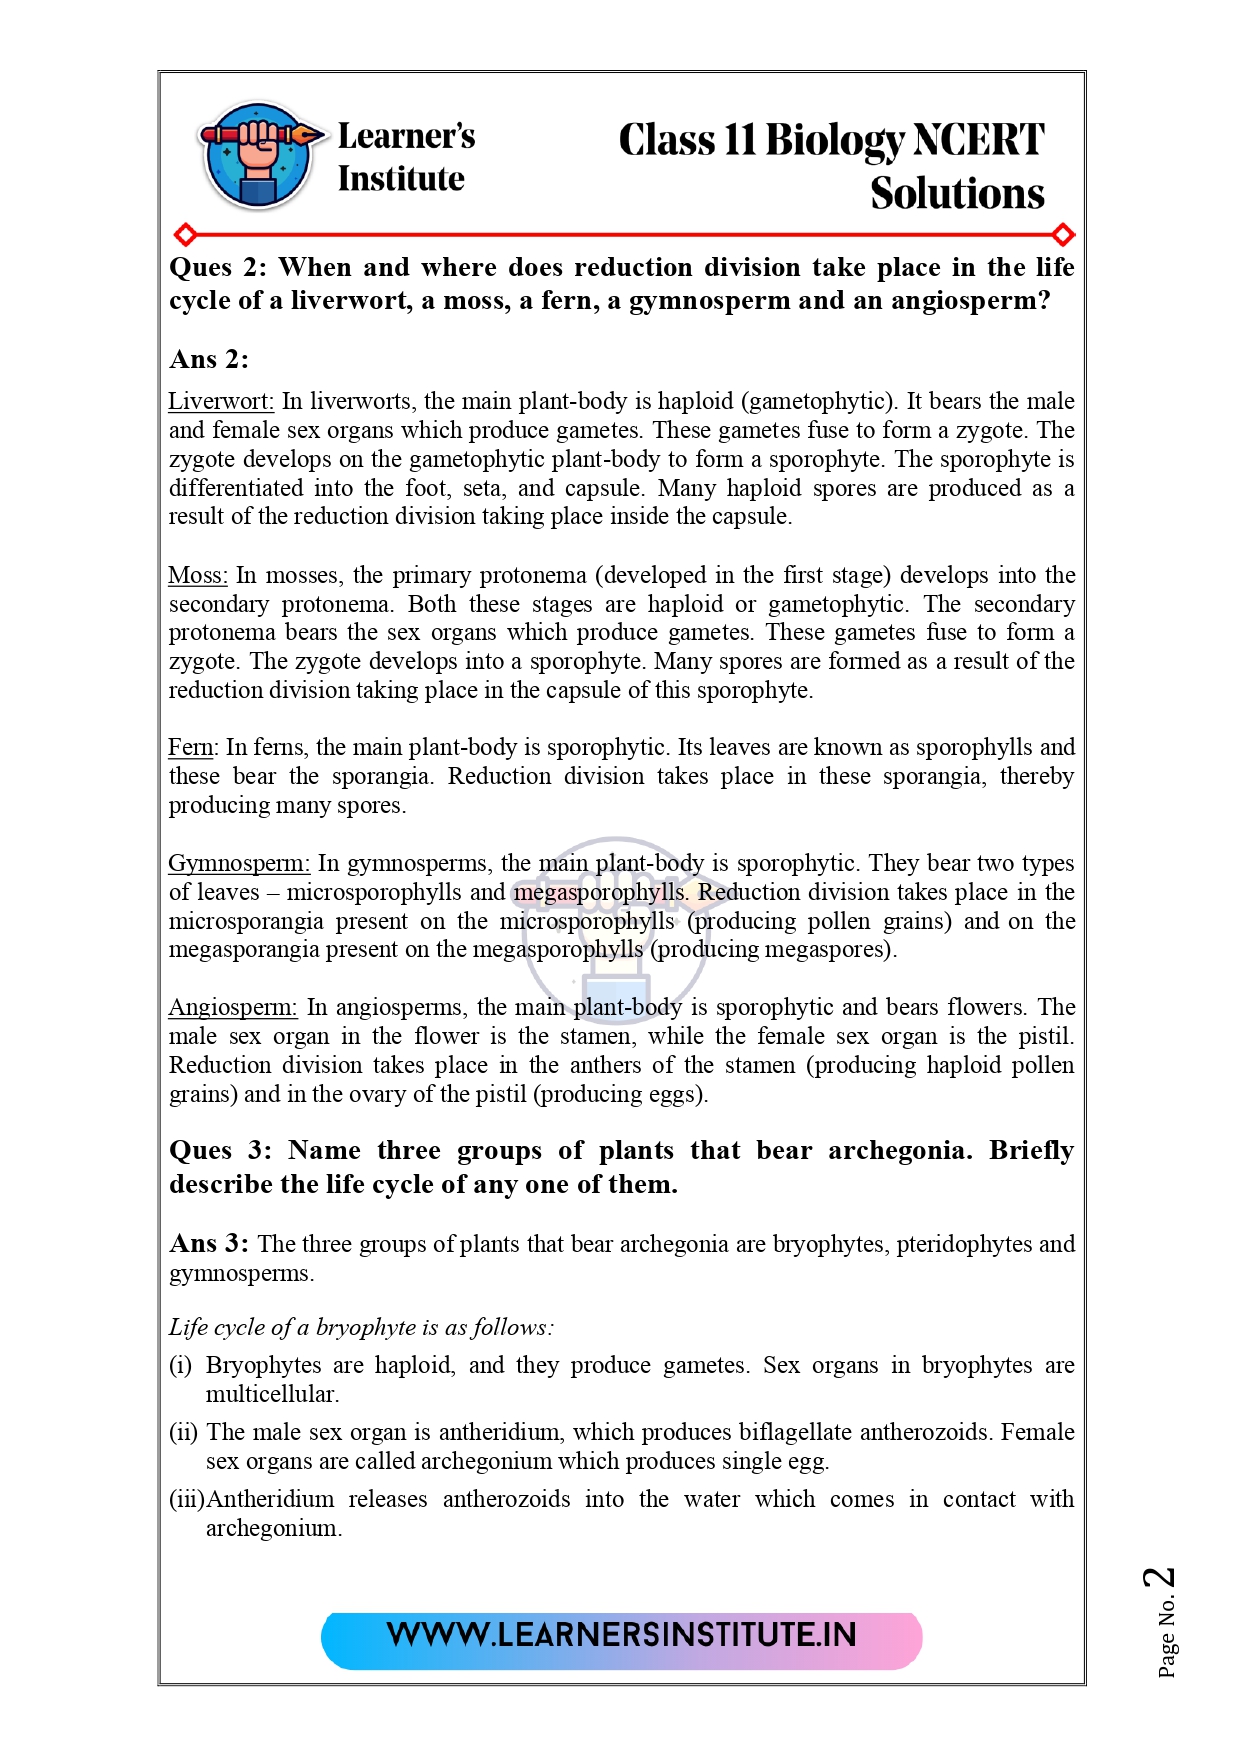 Learner's
Institute
Class 11 Biology NCERT
Solutions
Ques 2: When and where does reduction division take place in the life
cycle of a liverwort, a moss, a fern, a gymnosperm and an angiosperm?
Ans 2:
Liverwort: In liverworts, the main plant-body is haploid (gametophytic). It bears the male
and female sex organs which produce gametes. These gametes fuse to form a zygote. The
zygote develops on the gametophytic plant-body to form a sporophyte. The sporophyte is
differentiated into the foot, seta, and capsule. Many haploid spores are produced as a
result of the reduction division taking place inside the capsule.
Moss: In mosses, the primary protonema (developed in the first stage) develops into the
secondary protonema. Both these stages are haploid or gametophytic. The secondary
protonema bears the sex organs which produce gametes. These gametes fuse to form a
zygote. The zygote develops into a sporophyte. Many spores are formed as a result of the
reduction division taking place in the capsule of this sporophyte.
Fern: In ferns, the main plant-body is sporophytic. Its leaves are known as sporophylls and
these bear the sporangia. Reduction division takes place in these sporangia, thereby
producing many spores.
Gymnosperm: In gymnosperms, the main plant-body is sporophytic. They bear two types
of leaves – microsporophylls and megasporophylls. Reduction division takes place in the
microsporangia present on the microsporophylls (producing pollen grains) and on the
megasporangia present on the megasporophylls (producing megaspores).
Angiosperm: In angiosperms, the main plant-body is sporophytic and bears flowers. The
male sex organ in the flower is the stamen, while the female sex organ is the pistil.
Reduction division takes place in the anthers of the stamen (producing haploid pollen
grains) and in the ovary of the pistil (producing eggs).
Ques 3: Name three groups of plants that bear archegonia. Briefly
describe the life cycle of any one of them.
Ans 3: The three groups of plants that bear archegonia are bryophytes, pteridophytes and
gymnosperms.
Life cycle of a bryophyte is as follows:
(i) Bryophytes are haploid, and they produce gametes. Sex organs in bryophytes are
multicellular.
(ii) The male sex organ is antheridium, which produces biflagellate antherozoids. Female
sex organs are called archegonium which produces single egg.
(iii)Antheridium releases antherozoids into the water which comes in contact with
archegonium.
WWW.LEARNERSINSTITUTE.IN
Page No. 2